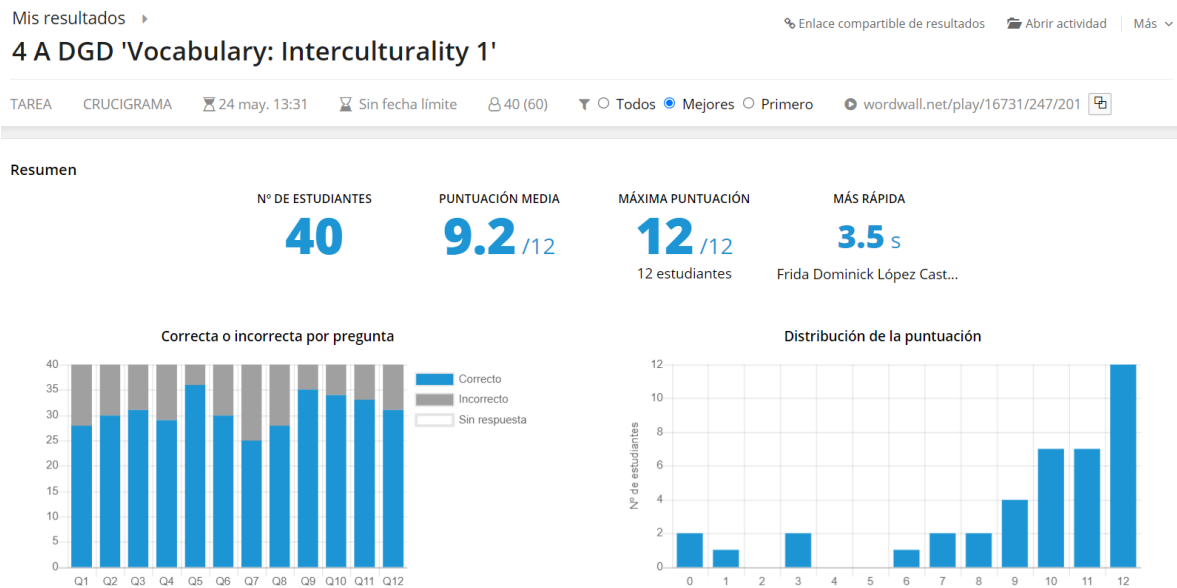 Mis resultados
Enlace compartible de resultados Abrir actividad Más
4 A DGD 'Vocabulary: Interculturality 1'
TAREA CRUCIGRAMA 24 may. 13:31 Sin fecha límite 40 (60) Todos Mejores Primero wordwall.net/play/16731/247/201
Resumen
Nº DE ESTUDIANTES PUNTUACIÓN MEDIA MÁXIMA PUNTUACIÓN MÁS RÁPIDA
40 9.2 /12 12 /12 3.5 s
12 estudiantes Frida Dominick López Cast...
Correcta o incorrecta por pregunta
40
35
30
25
20
15
10
5
0
Q1 Q2 Q3 Q4 Q5 Q6 Q7 Q8 Q9 Q10 Q11 Q12
Correcto
Incorrecto
Sin respuesta
Distribución de la puntuación
Nº de estudiantes
12
10
8
6
4
2
0
0 1 2 3 4 5 6 7 8 9 10 11 12